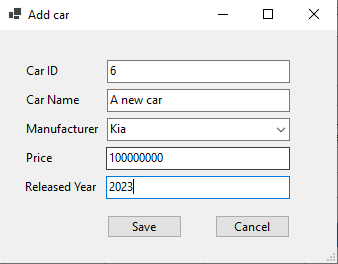 Add car
Car ID 6
Car Name A new car
Manufacturer Kia
Price 100000000
Released Year 2023
Save Cancel